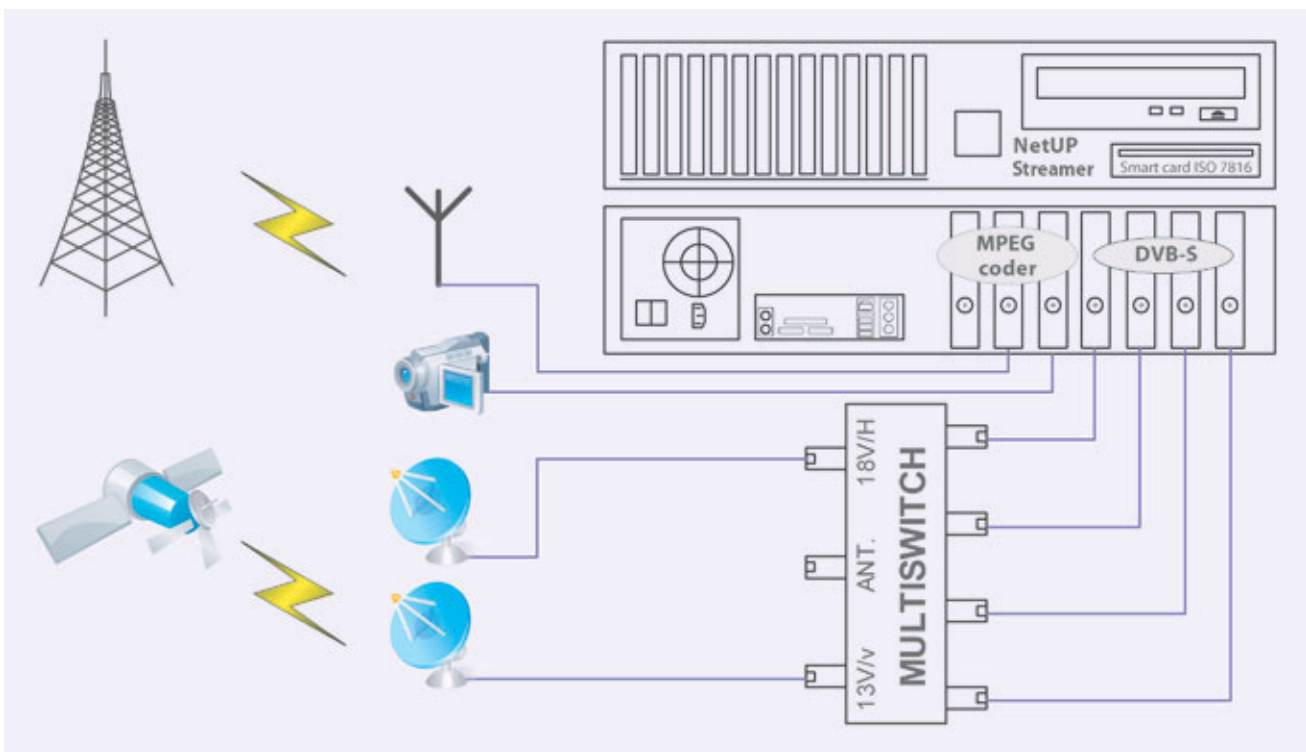 NetUP
Streamer
Smart card ISO 7816
MPEG
coder
DVB-S
18V/H
ANT.
13V/v
MULTISWITCH